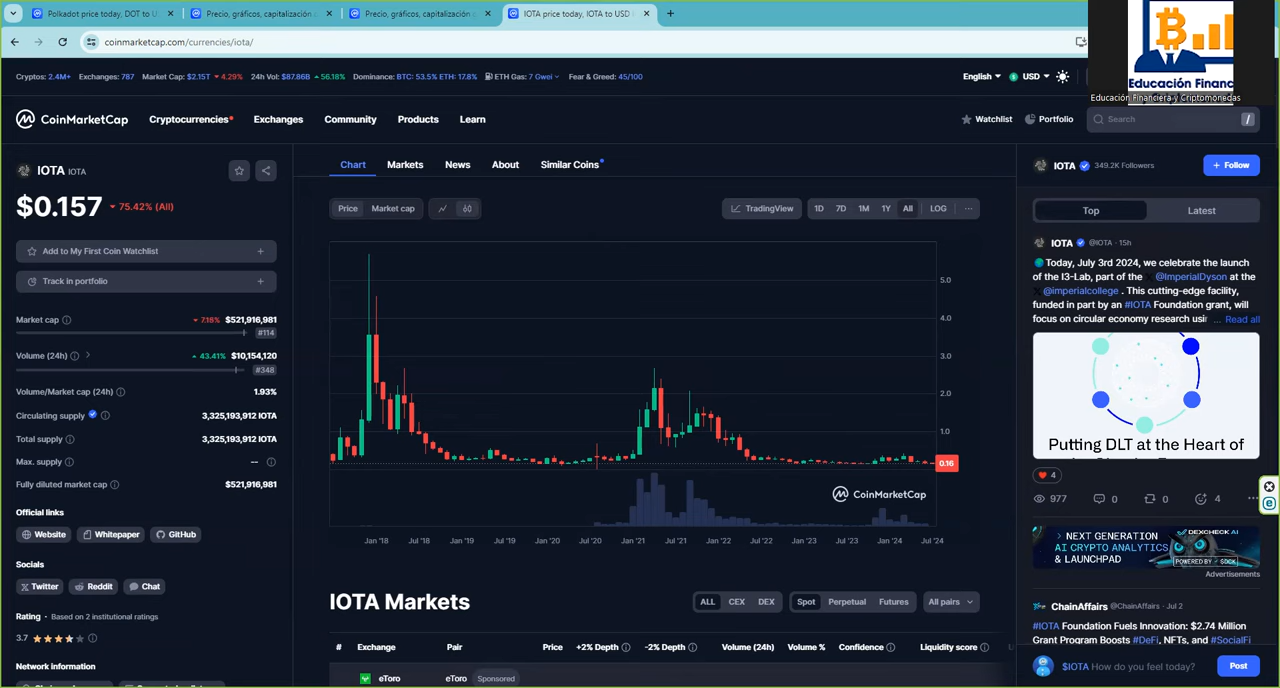 Polkadot price today, DOT to U
Precio, gráficos, capitalización
Precio, gráficos, capitalización
IOTA price today, IOTA to USD
coinmarketcap.com/currencies/iota/
Educación Financ
Educación Financiera y Criptomonedas
Cryptos: 2.4M+ Exchanges: 787 Market Cap: $2.15T 4.29% 24h Vol: $87.86B 56.18% Dominance: BTC: 53.5% ETH: 17.8% ETH Gas: 7 Gwei Fear & Greed: 45/100
English USD
CoinMarketCap Cryptocurrencies Exchanges Community Products Learn Watchlist Portfolio Search /
IOTA IOTA
$0.157 75.42% (All)
Add to My First Coin Watchlist +
Track in portfolio +
Market cap 7.18% $521,916,981
#114
Volume (24h) 43.41% $10,154,120
#348
Volume/Market cap (24h) 1.93%
Circulating supply 3,325,193,912 IOTA
Total supply 3,325,193,912 IOTA
Max. supply --
Fully diluted market cap $521,916,981
Official links
Website Whitepaper GitHub
Socials
Twitter Reddit Chat
Rating · Based on 2 institutional ratings
3.7
Network information
Chart Markets News About Similar Coins
Price Market cap
TradingView 1D 7D 1M 1Y All LOG ...
5.0
4.0
3.0
2.0
1.0
0.16
CoinMarketCap
Jan '18 Jul '18 Jan '19 Jul '19 Jan '20 Jul '20 Jan '21 Jul '21 Jan '22 Jul '22 Jan '23 Jul '23 Jan '24 Jul '24
IOTA Markets
ALL CEX DEX Spot Perpetual Futures All pairs
# Exchange Pair Price +2% Depth -2% Depth Volume (24h) Volume % Confidence Liquidity score
eToro eToro Sponsored
IOTA 349.2K Followers + Follow
Top Latest
IOTA @IOTA · 15h
Today, July 3rd 2024, we celebrate the launch
of the I3-Lab, part of the @ImperialDyson at the
@imperialcollege . This cutting-edge facility,
funded in part by an #IOTA Foundation grant, will
focus on circular economy research usi ... Read all
Putting DLT at the Heart of
4
977 0 0 4 ...
NEXT GENERATION
AI CRYPTO ANALYTICS
& LAUNCHPAD
DEXCHECK AI
POWERED BY $DCK
Advertisements
ChainAffairs @ChainAffairs · Jul 2
#IOTA Foundation Fuels Innovation: $2.74 Million
Grant Program Boosts #DeFi, NFTs, and #SocialFi
$IOTA How do you feel today? Post